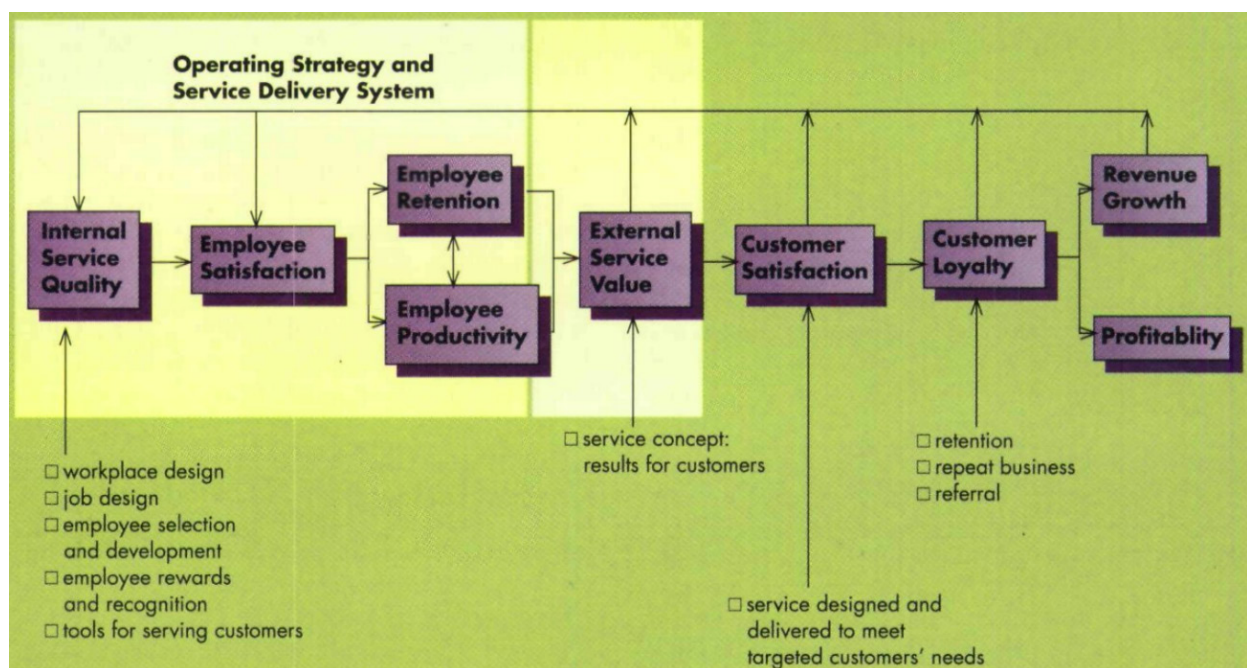 Operating Strategy and
Service Delivery System
Internal
Service
Quality
Employee
Satisfaction
Employee
Retention
Employee
Productivity
External
Service
Value
Customer
Satisfaction
Customer
Loyalty
Revenue
Growth
Profitablity
□ workplace design
□ job design
□ employee selection
and development
□ employee rewards
and recognition
□ tools for serving customers
□ service concept:
results for customers
□ service designed and
delivered to meet
targeted customers' needs
□ retention
□ repeat business
□ referral